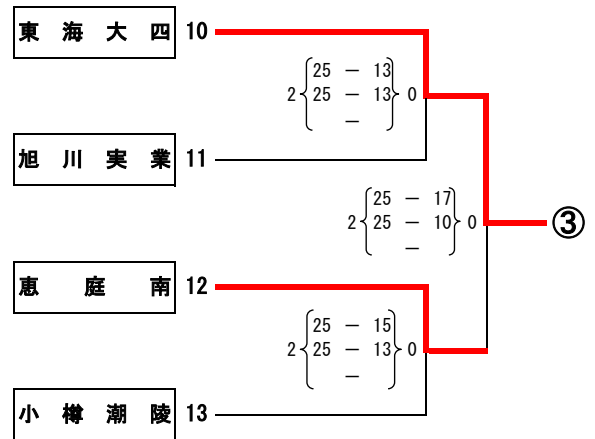 東 海 大 四 10
25 － 13
2 25 － 13 0
－
旭 川 実 業 11
25 － 17
2 25 － 10 0
－
③
恵 庭 南 12
25 － 15
2 25 － 13 0
－
小 樽 潮 陵 13